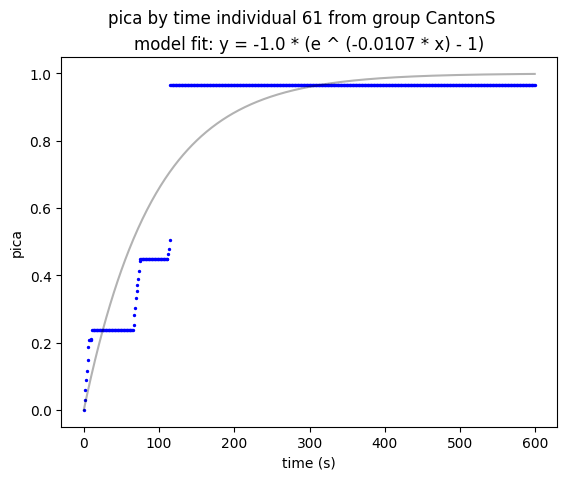 pica by time individual 61 from group CantonS
model fit: y = -1.0 * (e ^ (-0.0107 * x) - 1)
1.0
0.8
0.6
0.4
0.2
0.0
pica
0 100 200 300 400 500 600
time (s)